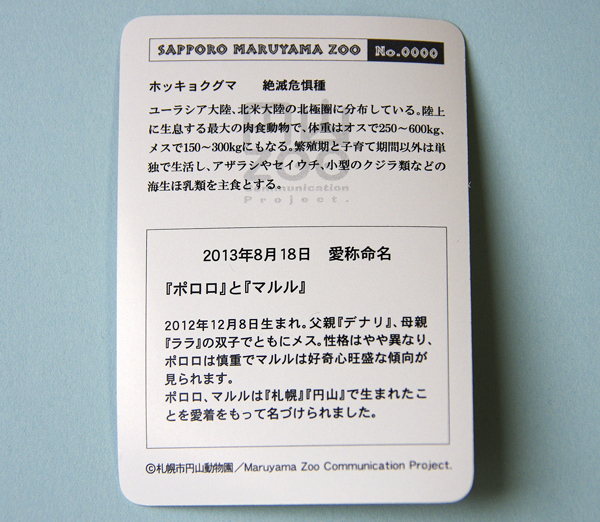 SAPPORO MARUYAMA ZOO No.0000
ホッキョクグマ 絶滅危惧種
ユーラシア大陸、北米大陸の北極圏に分布している。陸上
に生息する最大の肉食動物で、体重はオスで250～600kg、
メスで150～300kgにもなる。繁殖期と子育て期間以外は単
独で生活し、アザラシやセイウチ、小型のクジラ類などの
海生ほ乳類を主食とする。
円山
ZOO
Communication
Project.
2013年8月18日 愛称命名
『ポロロ』と『マルル』
2012年12月8日生まれ。父親『デナリ』、母親
『ララ』の双子でともにメス。性格はやや異なり、
ポロロは慎重でマルルは好奇心旺盛な傾向が
見られます。
ポロロ、マルルは『札幌』『円山』で生まれたこ
とを愛着をもって名づけられました。
©札幌市円山動物園／Maruyama Zoo Communication Project.